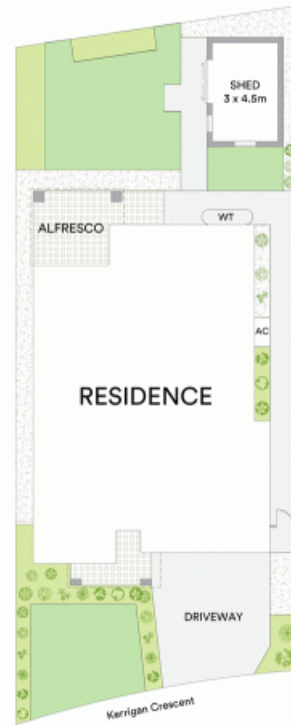 SHED
3 x 4.5m
WT
ALFRESCO
AC
RESIDENCE
DRIVEWAY
Kerrigan Crescent